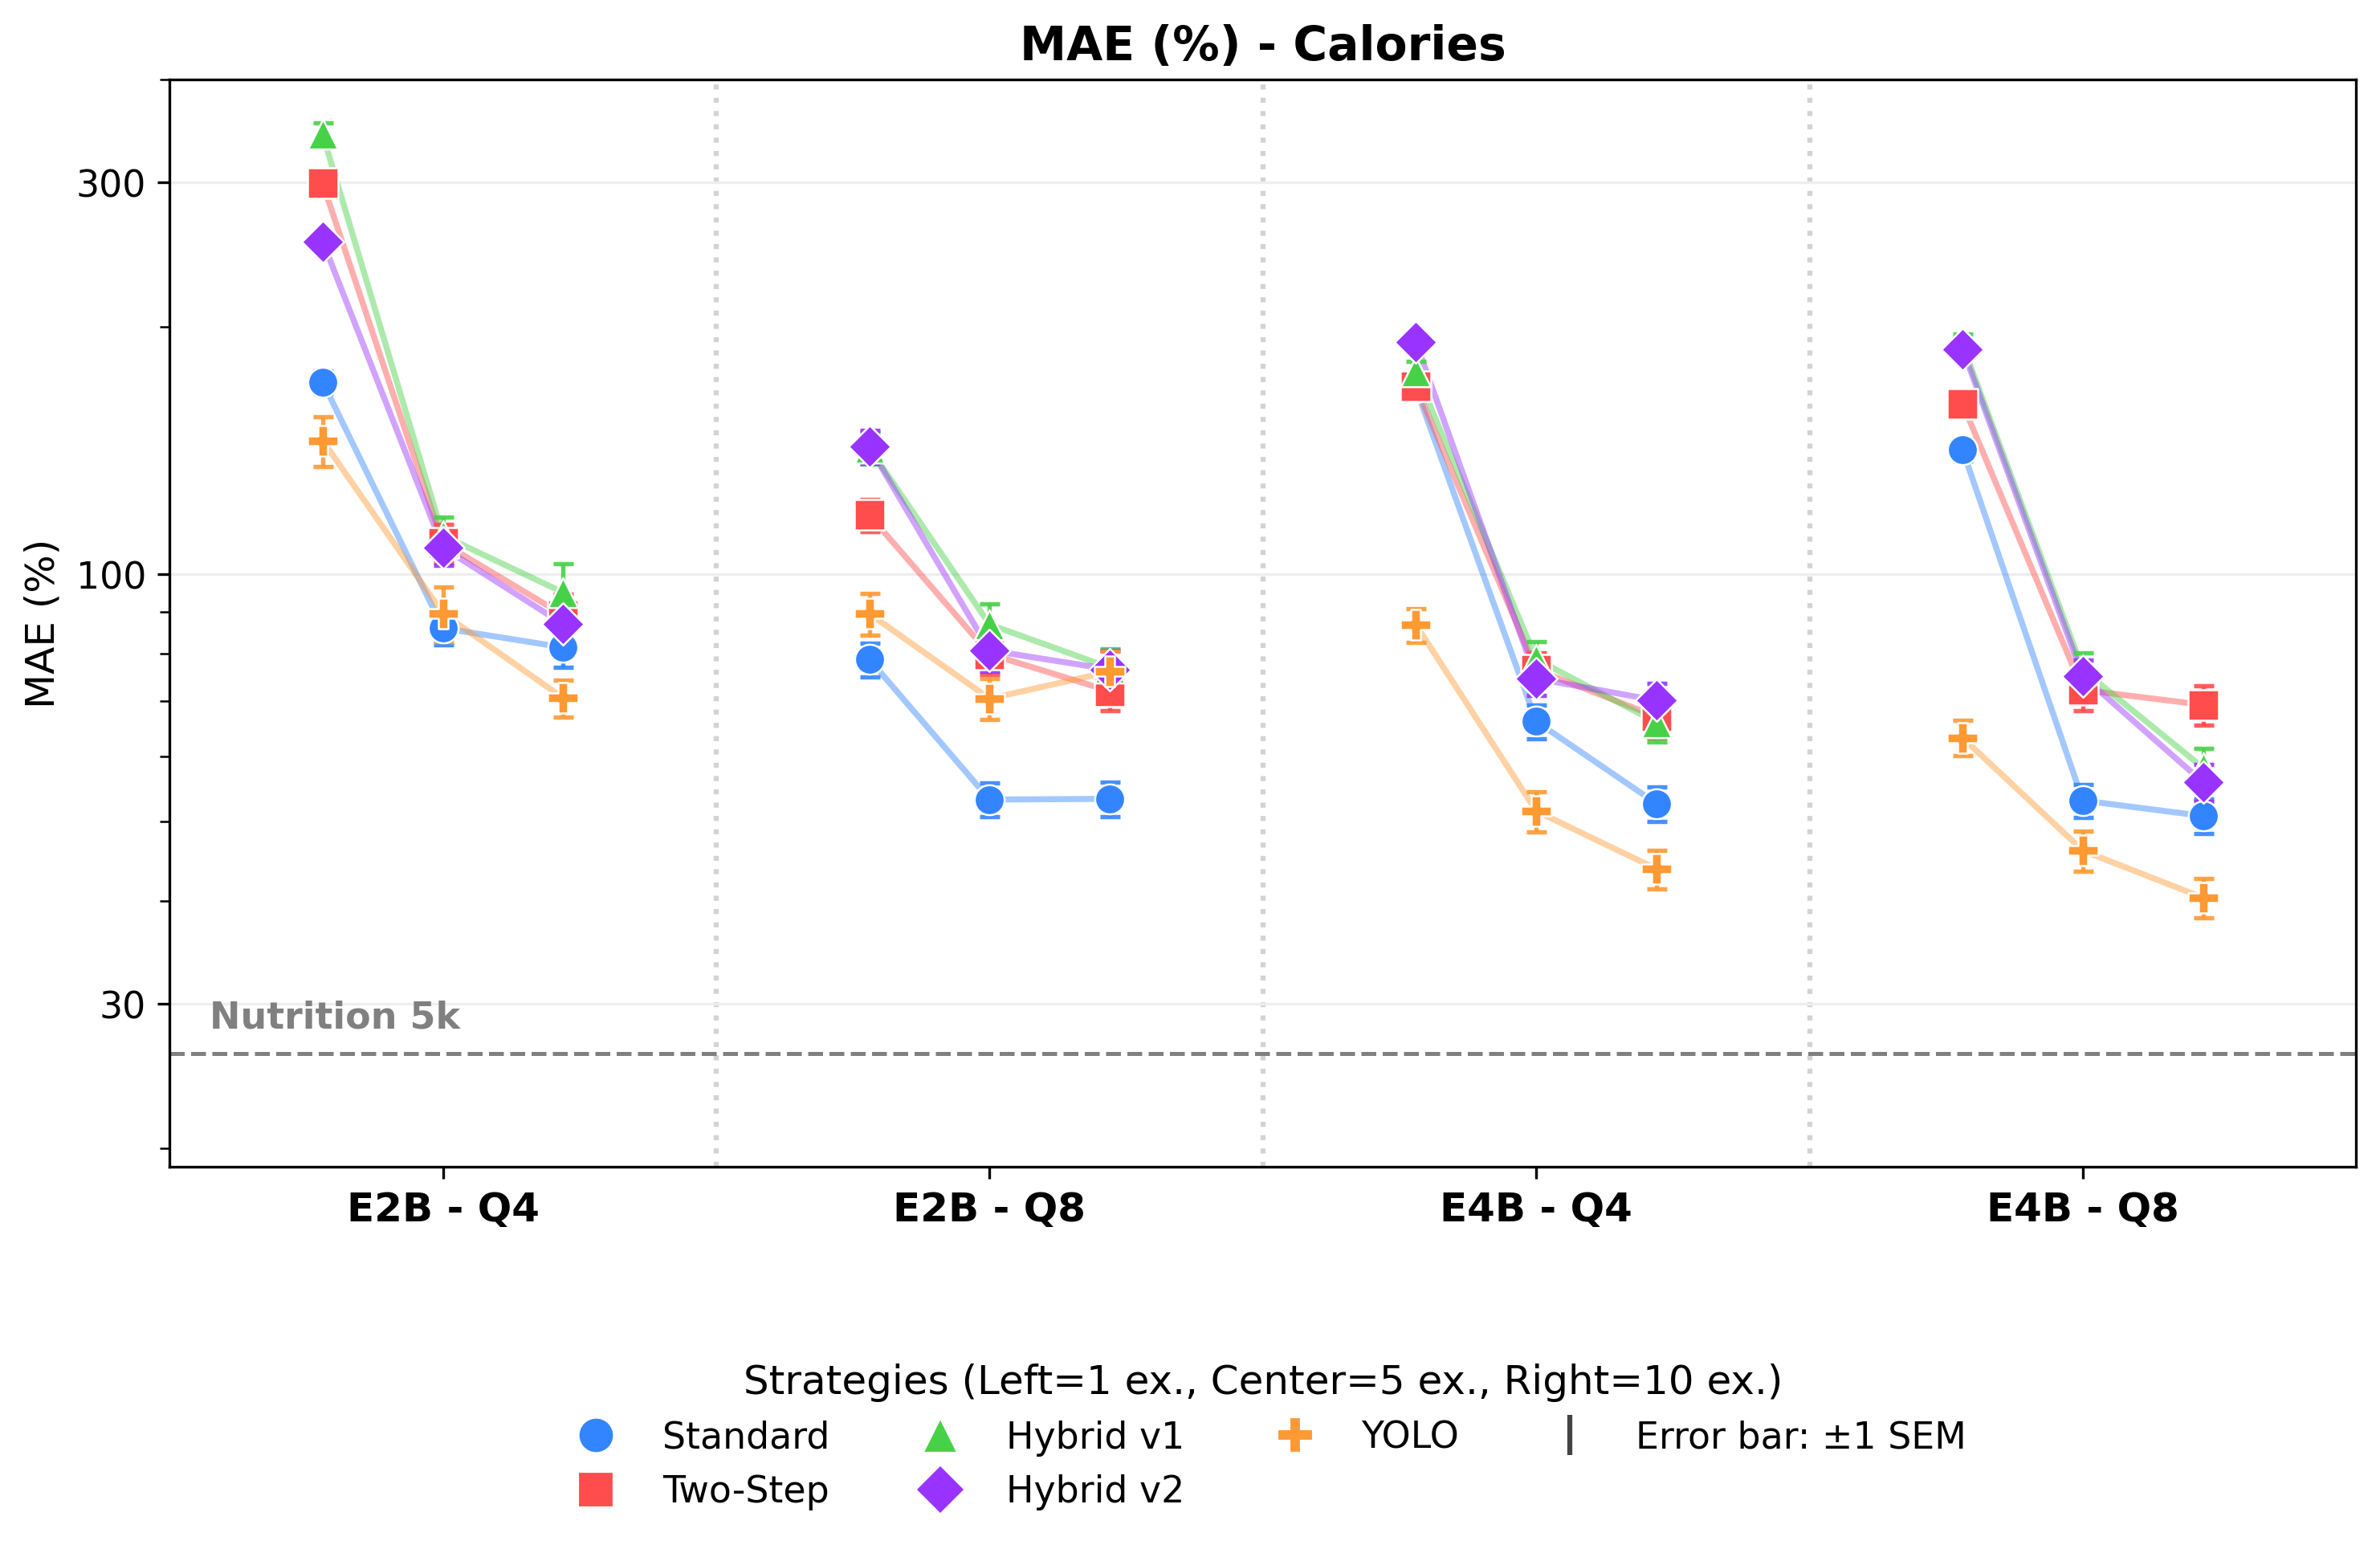 MAE (%) - Calories
MAE (%)
300
100
30
Nutrition 5k
E2B - Q4
E2B - Q8
E4B - Q4
E4B - Q8
Strategies (Left=1 ex., Center=5 ex., Right=10 ex.)
Standard
Two-Step
Hybrid v1
Hybrid v2
YOLO
Error bar: ±1 SEM